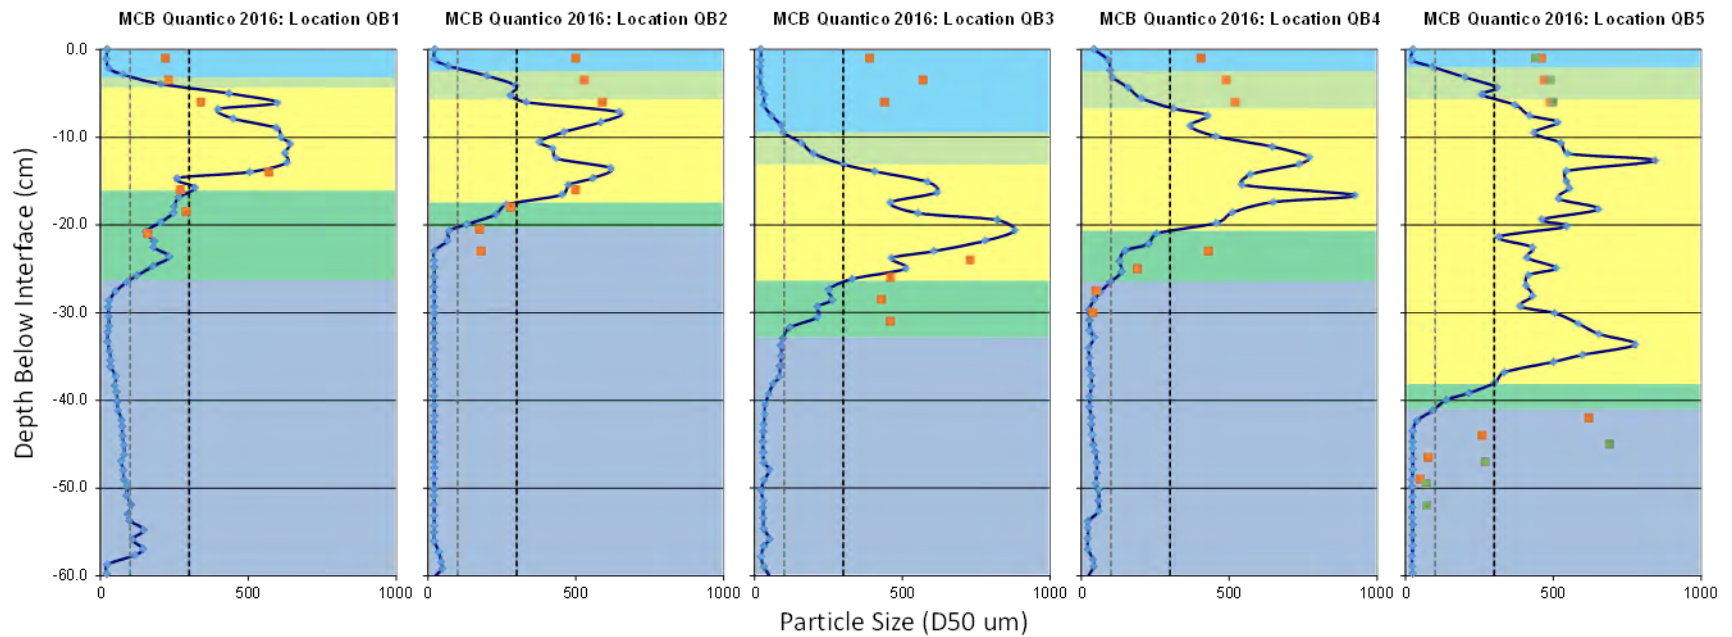 MCB Quantico 2016: Location QB1 MCB Quantico 2016: Location QB2 MCB Quantico 2016: Location QB3 MCB Quantico 2016: Location QB4 MCB Quantico 2016: Location QB5
0.0
-10.0
-20.0
-30.0
-40.0
-50.0
-60.0
Depth Below Interface (cm)
0 500 1000 0 500 1000 0 500 1000 0 500 1000 0 500 1000
Particle Size (D50 um)